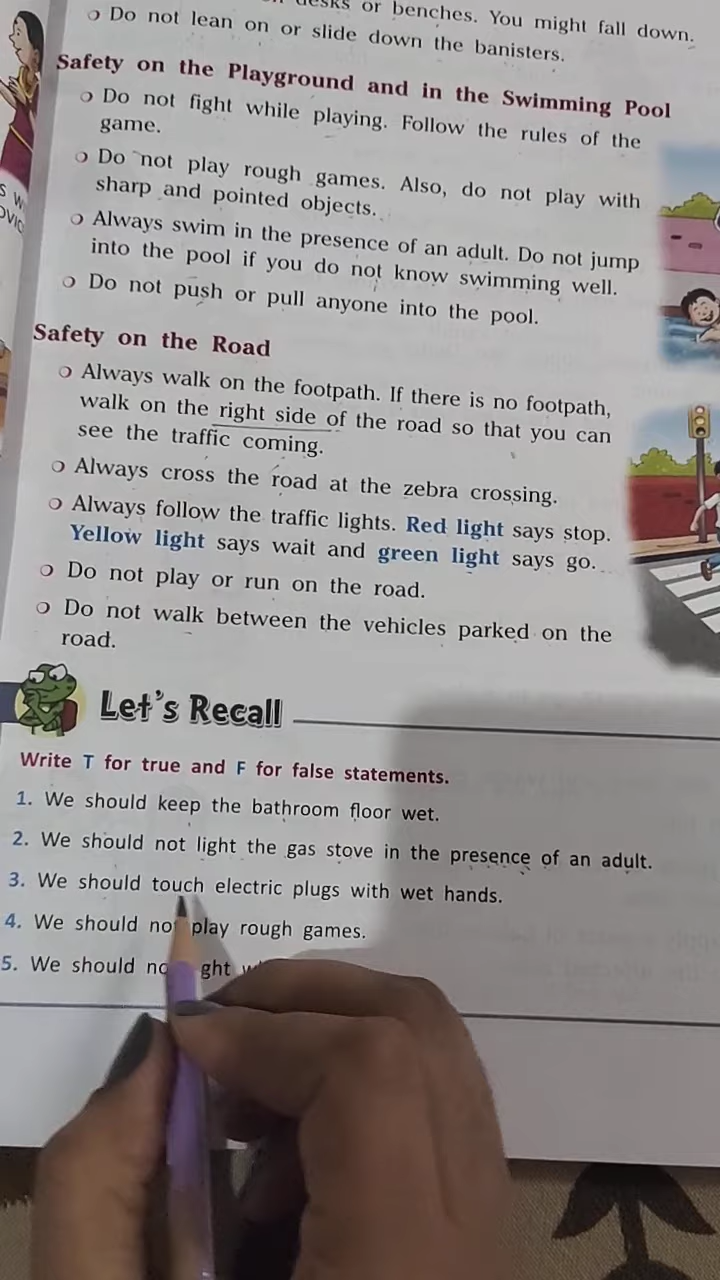 desks or benches. You might fall down.
Do not lean on or slide down the banisters.
Safety on the Playground and in the Swimming Pool
Do not fight while playing. Follow the rules of the
game.
Do not play rough games. Also, do not play with
sharp and pointed objects.
Always swim in the presence of an adult. Do not jump
into the pool if you do not know swimming well.
Do not push or pull anyone into the pool.
Safety on the Road
Always walk on the footpath. If there is no footpath,
walk on the right side of the road so that you can
see the traffic coming.
Always cross the road at the zebra crossing.
Always follow the traffic lights. Red light says stop.
Yellow light says wait and green light says go.
Do not play or run on the road.
Do not walk between the vehicles parked on the
road.
Let's Recall
Write T for true and F for false statements.
1. We should keep the bathroom floor wet.
2. We should not light the gas stove in the presence of an adult.
3. We should touch electric plugs with wet hands.
4. We should not play rough games.
5. We should